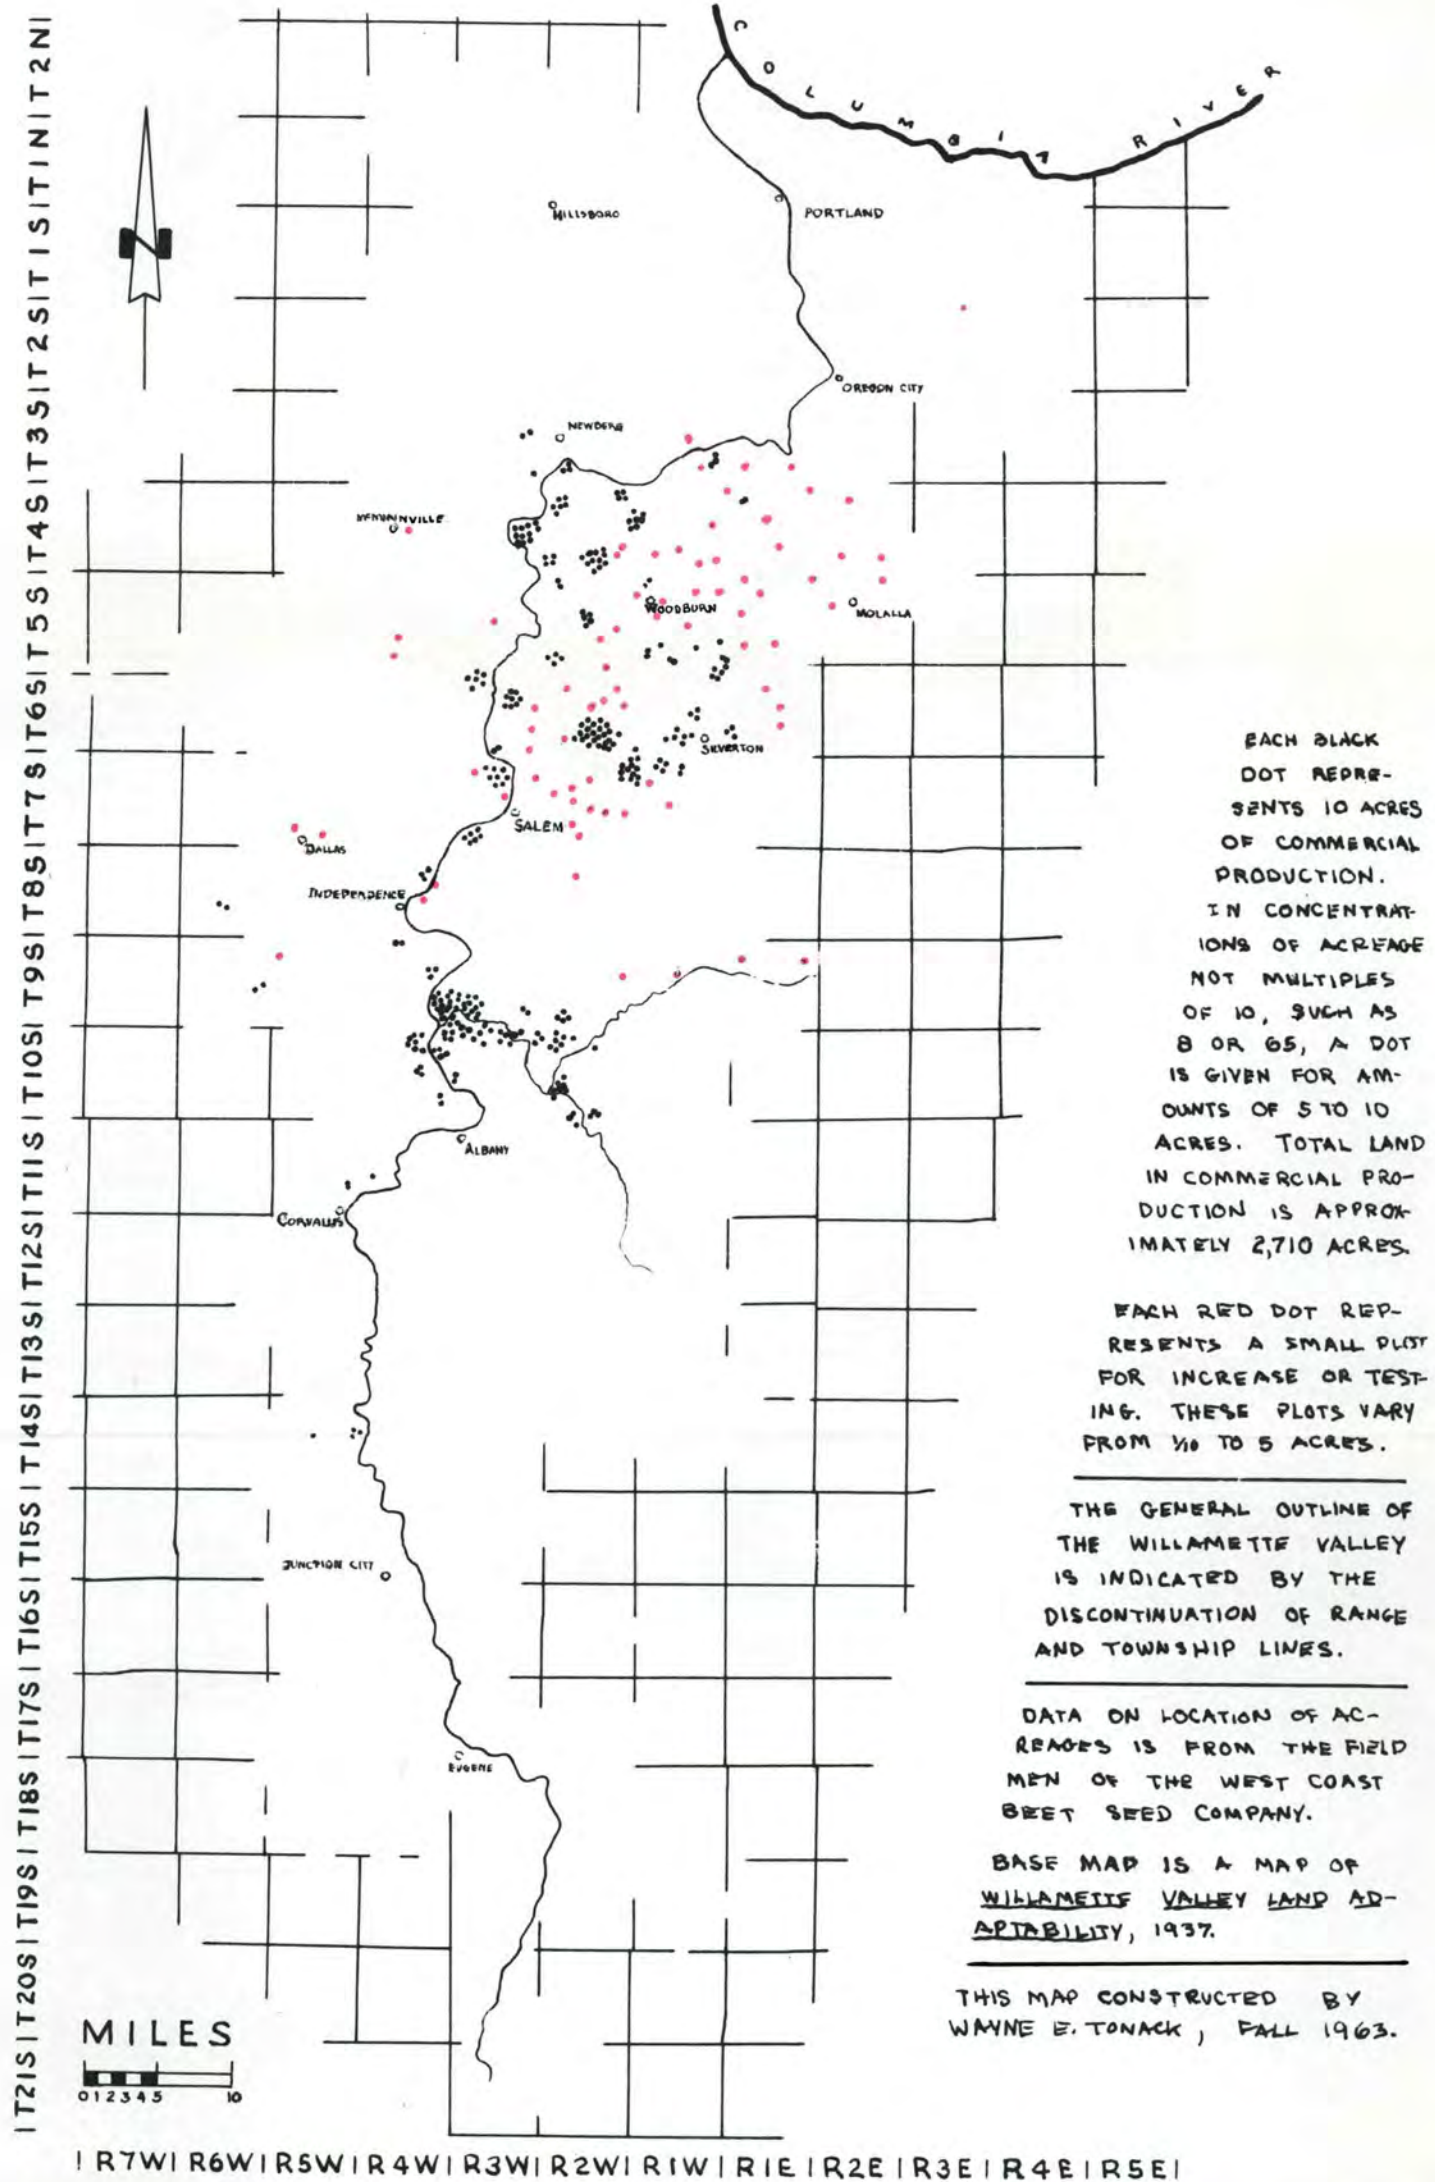 COLUMBIA RIVER
HILLSBORO
PORTLAND
OREGON CITY
NEWBERG
McMINNVILLE
WOODBURN
MOLALLA
SILVERTON
SALEM
DALLAS
INDEPENDENCE
ALBANY
CORVALLIS
JUNCTION CITY
EUGENE
N
EACH BLACK
DOT REPRE-
SENTS 10 ACRES
OF COMMERCIAL
PRODUCTION.
IN CONCENTRAT-
IONS OF ACREAGE
NOT MULTIPLES
OF 10, SUCH AS
8 OR 65, A DOT
IS GIVEN FOR AM-
OUNTS OF 5 TO 10
ACRES. TOTAL LAND
IN COMMERCIAL PRO-
DUCTION IS APPROX-
IMATELY 2,710 ACRES.
EACH RED DOT REP-
RESENTS A SMALL PLOT
FOR INCREASE OR TEST-
ING. THESE PLOTS VARY
FROM 1/10 TO 5 ACRES.
THE GENERAL OUTLINE OF
THE WILLAMETTE VALLEY
IS INDICATED BY THE
DISCONTINUATION OF RANGE
AND TOWNSHIP LINES.
DATA ON LOCATION OF AC-
REAGES IS FROM THE FIELD
MEN OF THE WEST COAST
BEET SEED COMPANY.
BASE MAP IS A MAP OF
WILLAMETTE VALLEY LAND AD-
APTABILITY, 1937.
THIS MAP CONSTRUCTED BY
WAYNE E. TONACK, FALL 1963.
MILES
0 1 2 3 4 5 10
| T21S | T20S | T19S | T18S | T17S | T16S | T15S | T14S | T13S | T12S | T11S | T10S | T9S | T8S | T7S | T6S | T5S | T4S | T3S | T2S | T1S | T1N | T2N |
| R7W | R6W | R5W | R4W | R3W | R2W | R1W | R1E | R2E | R3E | R4E | R5E |